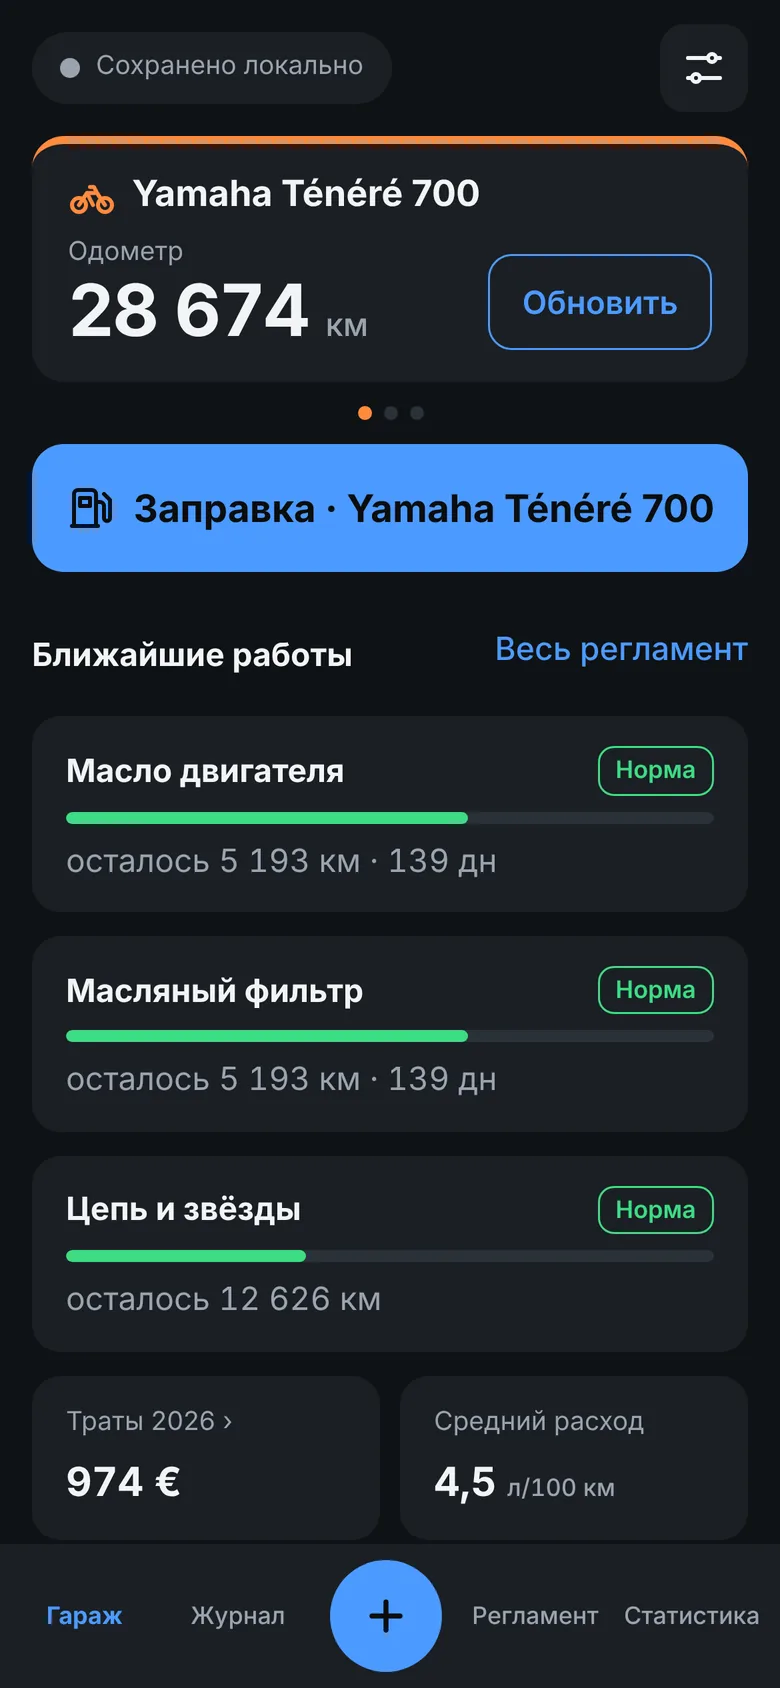 Сохранено локально
Yamaha Ténéré 700
Одометр
28 674 км
Обновить
Заправка · Yamaha Ténéré 700
Ближайшие работы
Весь регламент
Масло двигателя
Норма
осталось 5 193 км · 139 дн
Масляный фильтр
Норма
осталось 5 193 км · 139 дн
Цепь и звёзды
Норма
осталось 12 626 км
Траты 2026 ›
974 €
Средний расход
4,5 л/100 км
Гараж
Журнал
Регламент
Статистика